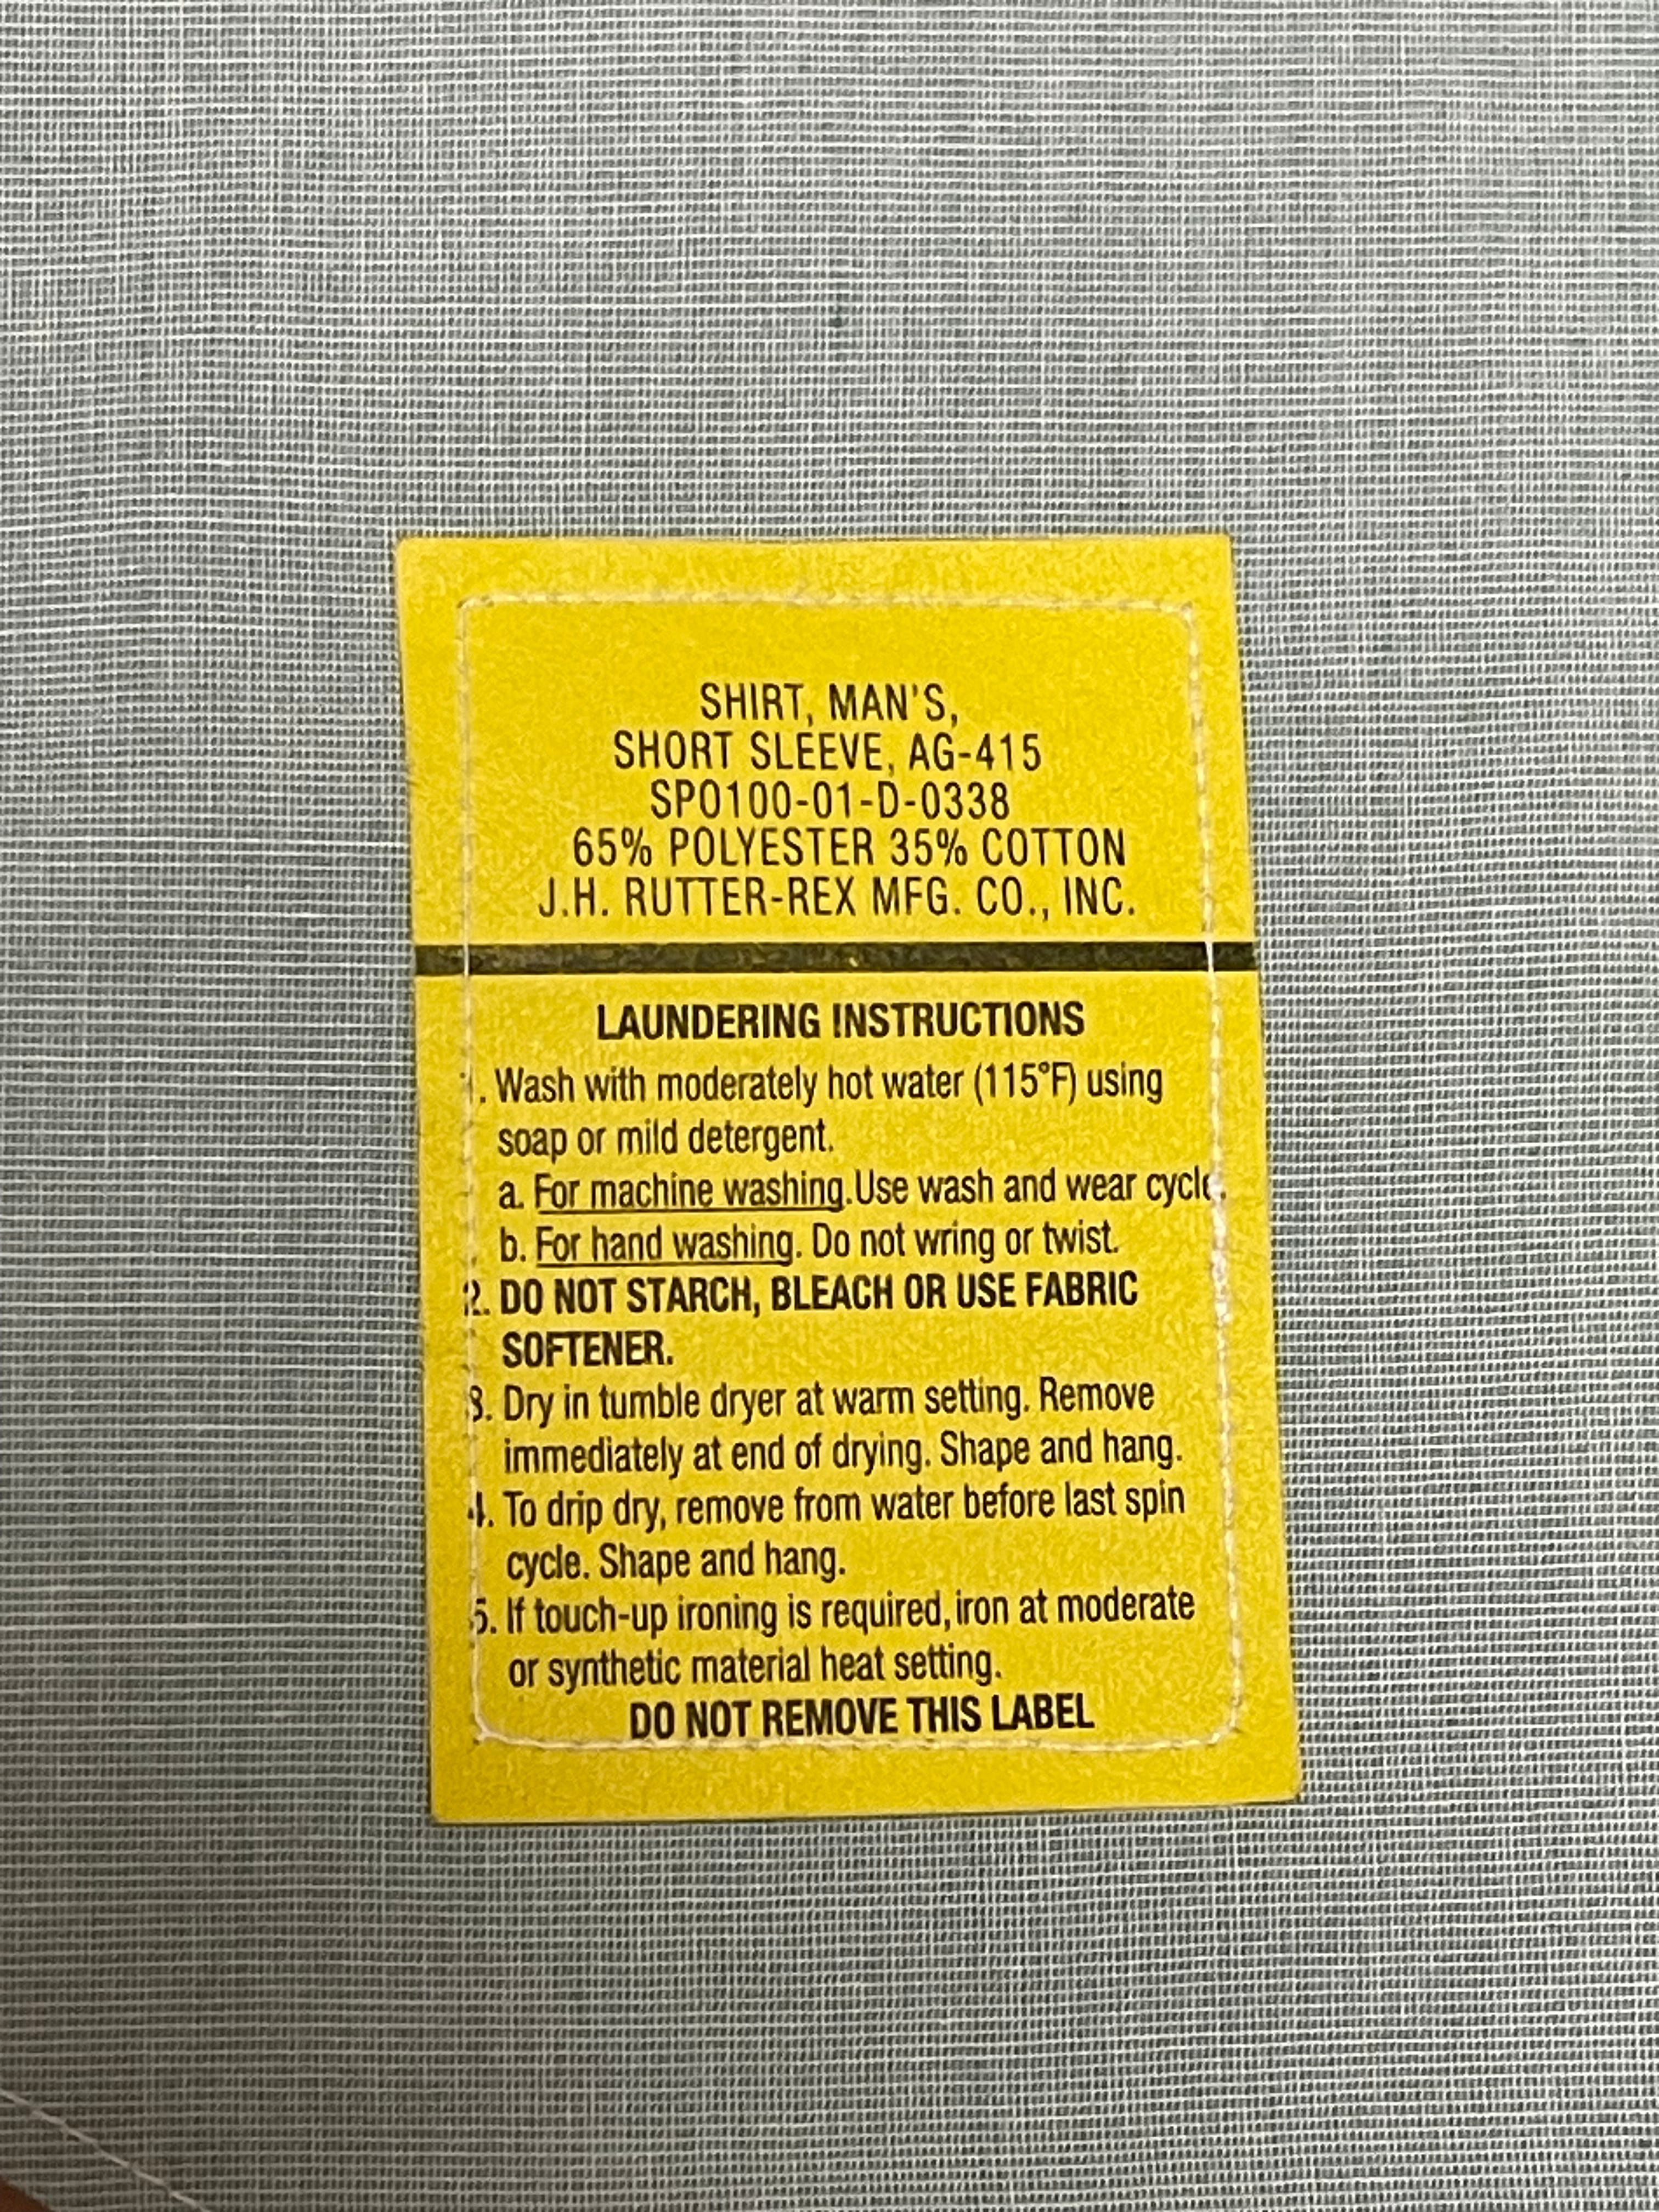 SHIRT, MAN'S,
SHORT SLEEVE, AG-415
SPO100-01-D-0338
65% POLYESTER 35% COTTON
J.H. RUTTER-REX MFG. CO., INC.
LAUNDERING INSTRUCTIONS
1. Wash with moderately hot water (115°F) using
soap or mild detergent.
a. For machine washing.Use wash and wear cycle.
b. For hand washing. Do not wring or twist.
2. DO NOT STARCH, BLEACH OR USE FABRIC
SOFTENER.
3. Dry in tumble dryer at warm setting. Remove
immediately at end of drying. Shape and hang.
4. To drip dry, remove from water before last spin
cycle. Shape and hang.
5. If touch-up ironing is required, iron at moderate
or synthetic material heat setting.
DO NOT REMOVE THIS LABEL